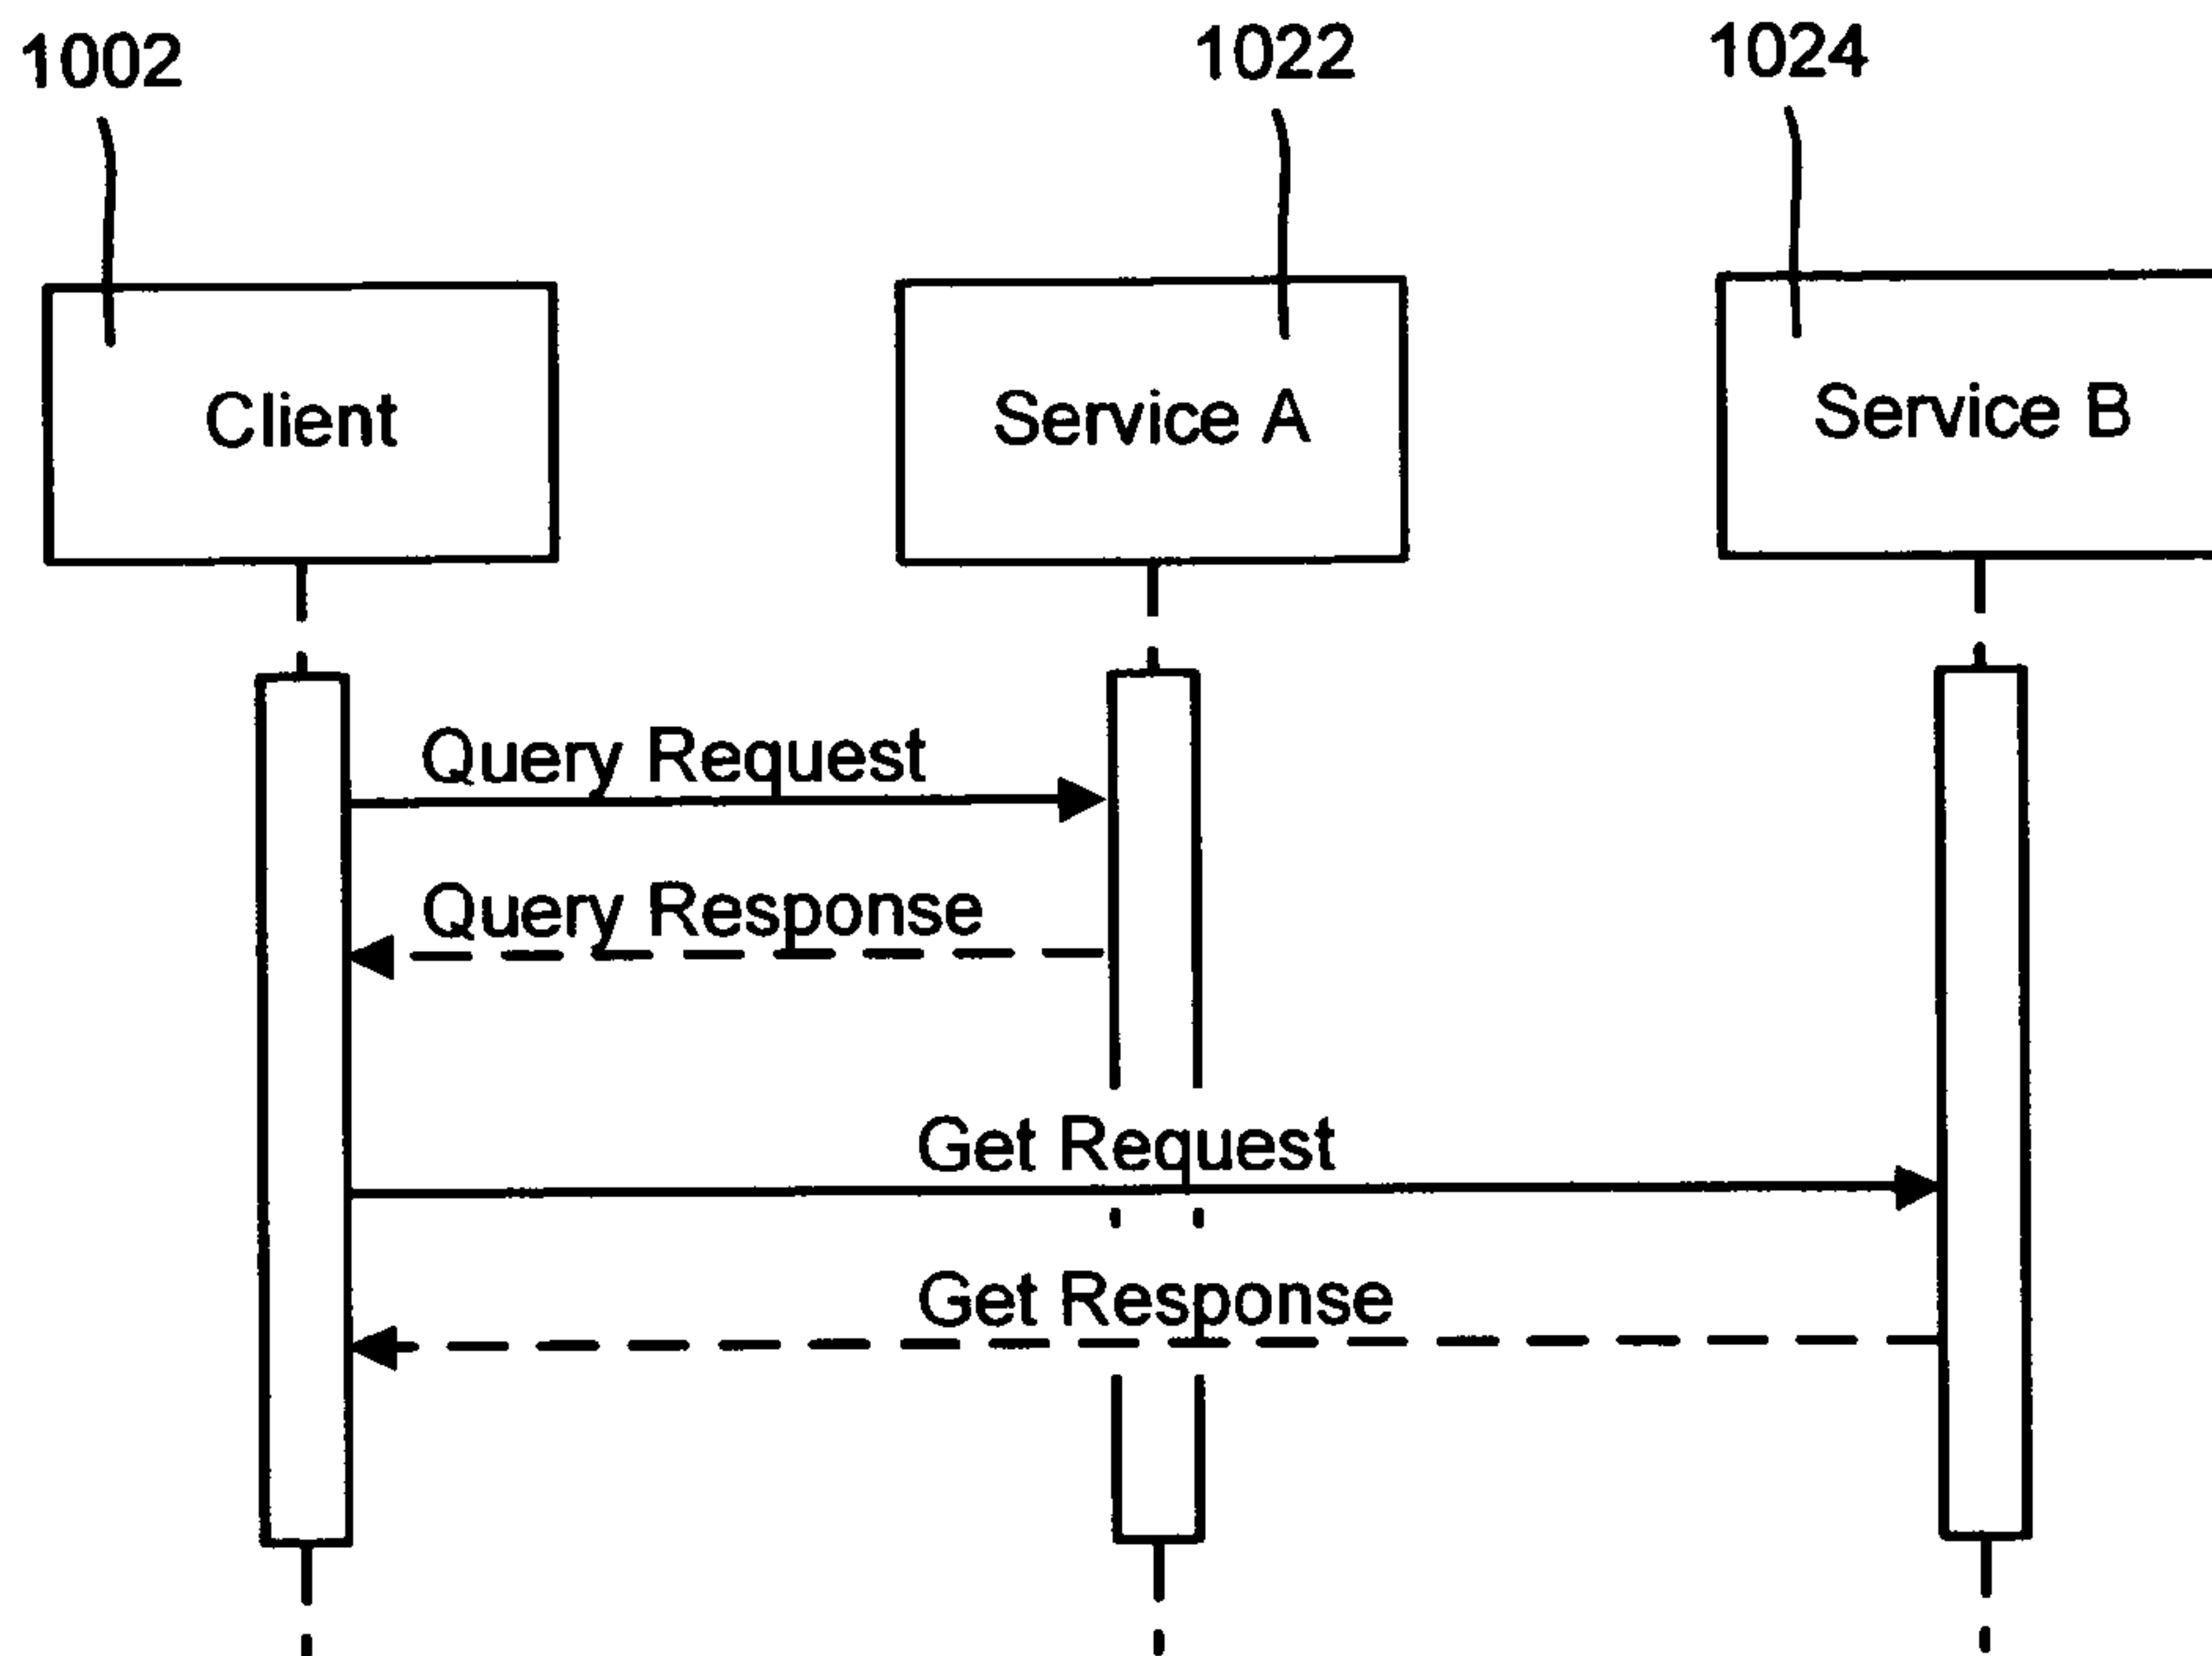 1002
1022
1024
Client
Service A
Service B
Query Request
Query Response
Get Request
Get Response